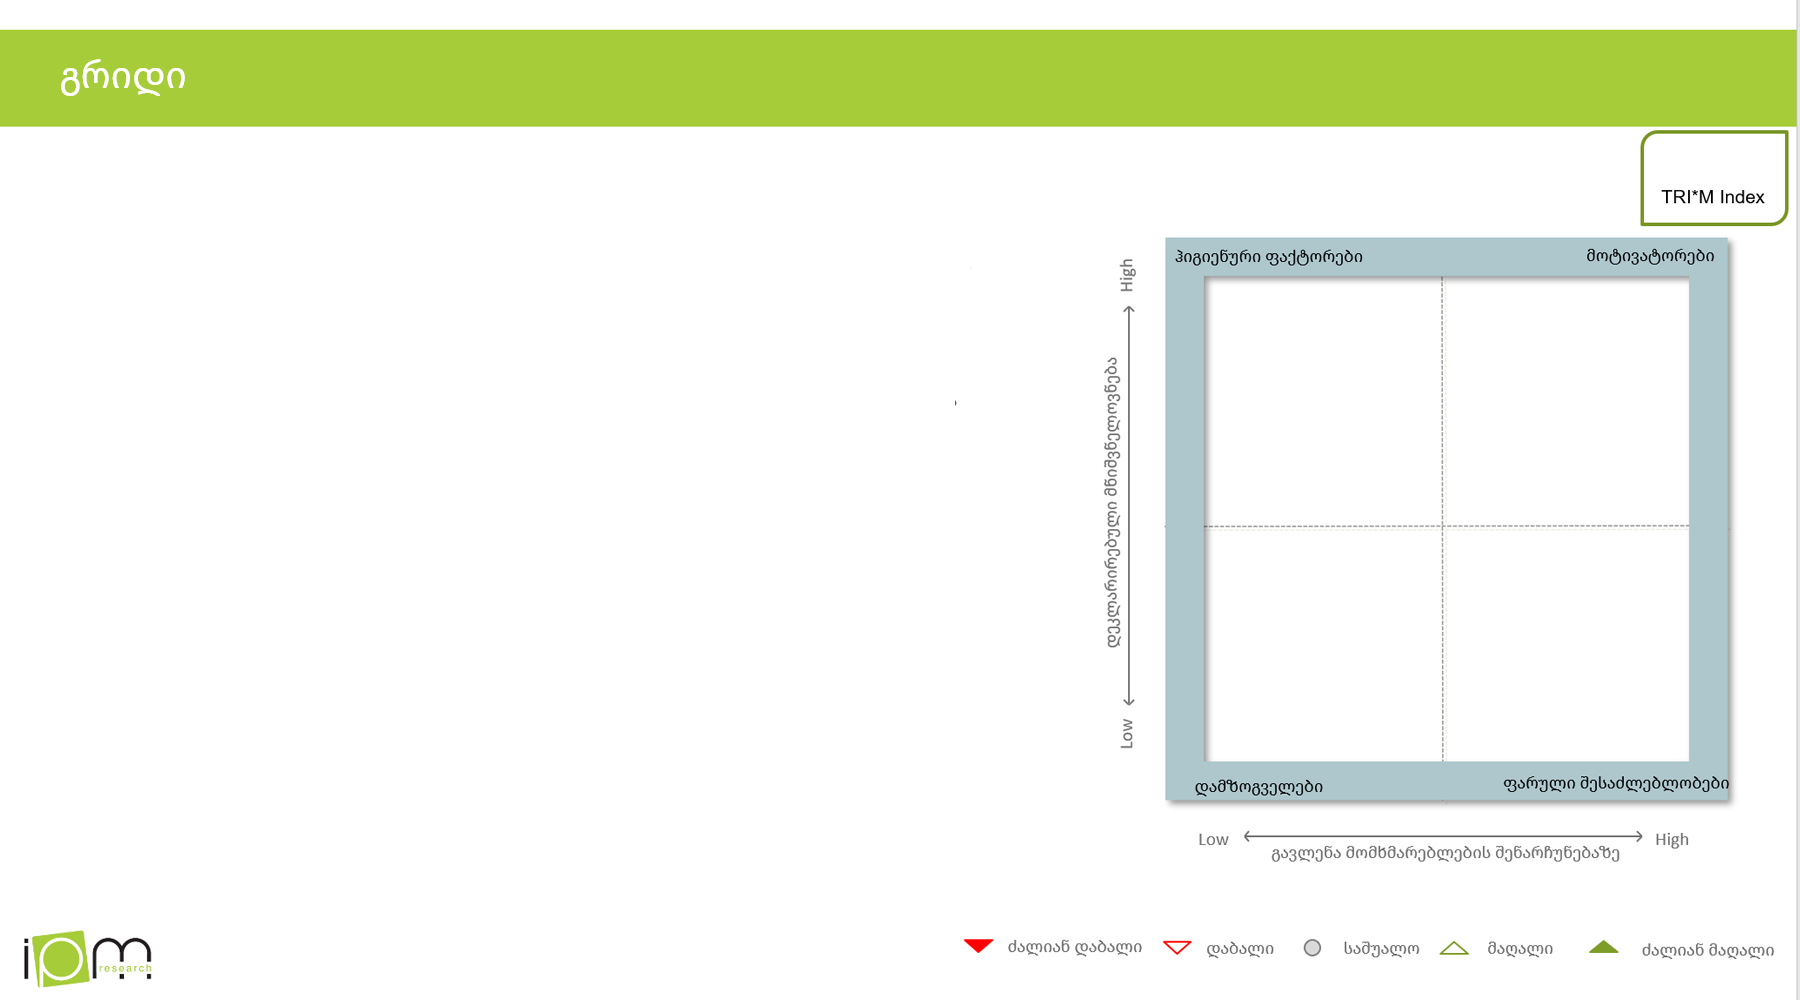 გრიდი
TRI*M Index
ჰიგიენური ფაქტორები
მოტივატორები
High
დეკლარირებული მნიშვნელოვნება
Low
დამზოგველები
ფარული შესაძლებლობები
Low
High
გავლენა მომხმარებლების შენარჩუნებაზე
ipm
research
ძალიან დაბალი
დაბალი
საშუალო
მაღალი
ძალიან მაღალი